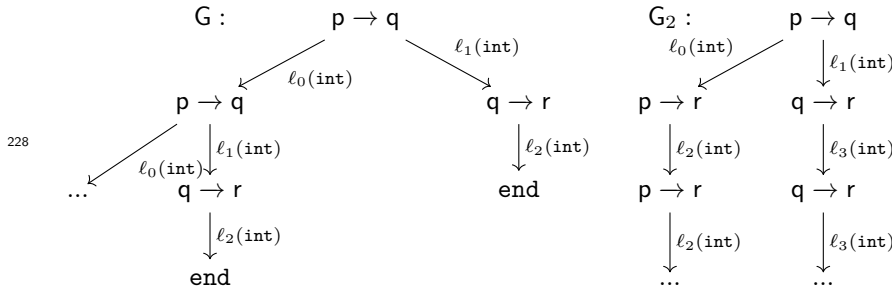 G : p → q G₂ : p → q
ℓ₀(int) ℓ₁(int) ℓ₀(int) ℓ₁(int)
p → q q → r p → r q → r
228 ℓ₀(int) ℓ₁(int) ℓ₂(int) ℓ₂(int) ℓ₃(int)
... q → r end p → r q → r
ℓ₂(int) ℓ₂(int) ℓ₃(int)
end ... ...